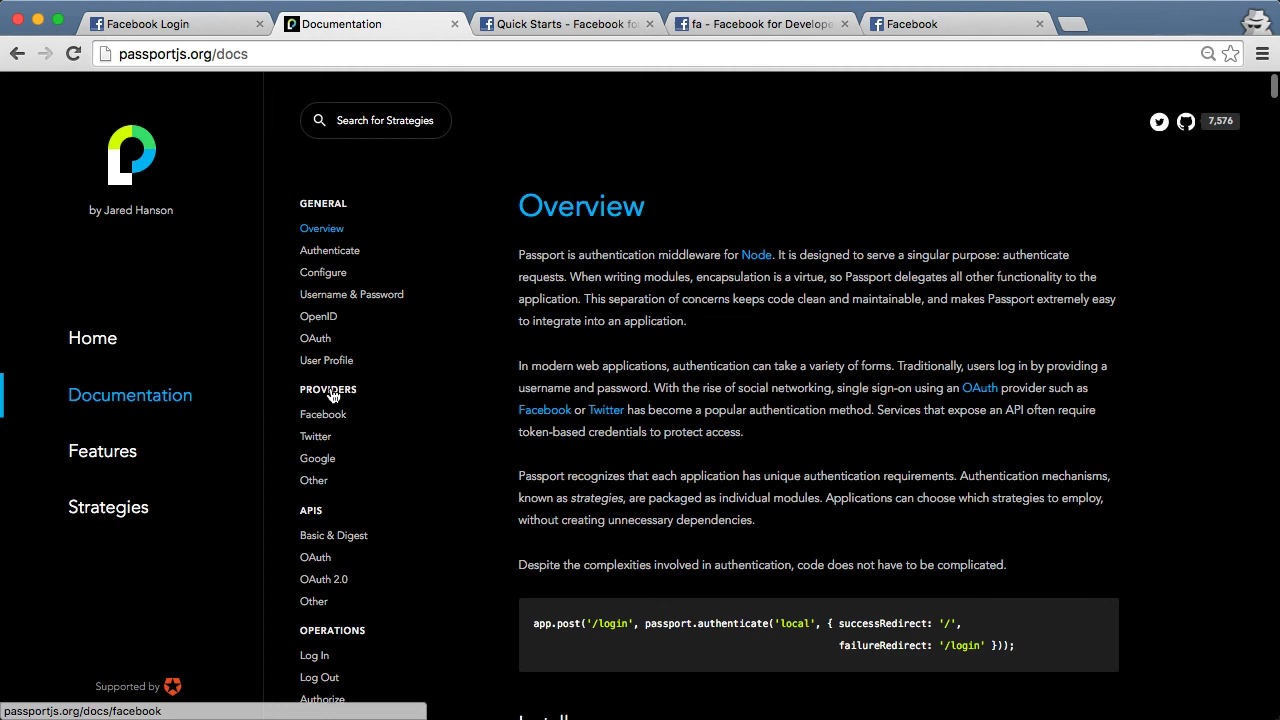 Facebook Login
Documentation
Quick Starts - Facebook fo
fa - Facebook for Develope
Facebook
passportjs.org/docs
Search for Strategies
7,576
by Jared Hanson
Home
Documentation
Features
Strategies
Supported by
GENERAL
Overview
Authenticate
Configure
Username & Password
OpenID
OAuth
User Profile
PROVIDERS
Facebook
Twitter
Google
Other
APIS
Basic & Digest
OAuth
OAuth 2.0
Other
OPERATIONS
Log In
Log Out
Authorize
Overview
Passport is authentication middleware for Node. It is designed to serve a singular purpose: authenticate
requests. When writing modules, encapsulation is a virtue, so Passport delegates all other functionality to the
application. This separation of concerns keeps code clean and maintainable, and makes Passport extremely easy
to integrate into an application.
In modern web applications, authentication can take a variety of forms. Traditionally, users log in by providing a
username and password. With the rise of social networking, single sign-on using an OAuth provider such as
Facebook or Twitter has become a popular authentication method. Services that expose an API often require
token-based credentials to protect access.
Passport recognizes that each application has unique authentication requirements. Authentication mechanisms,
known as strategies, are packaged as individual modules. Applications can choose which strategies to employ,
without creating unnecessary dependencies.
Despite the complexities involved in authentication, code does not have to be complicated.
app.post('/login', passport.authenticate('local', { successRedirect: '/',
failureRedirect: '/login' }));
Install
passportjs.org/docs/facebook